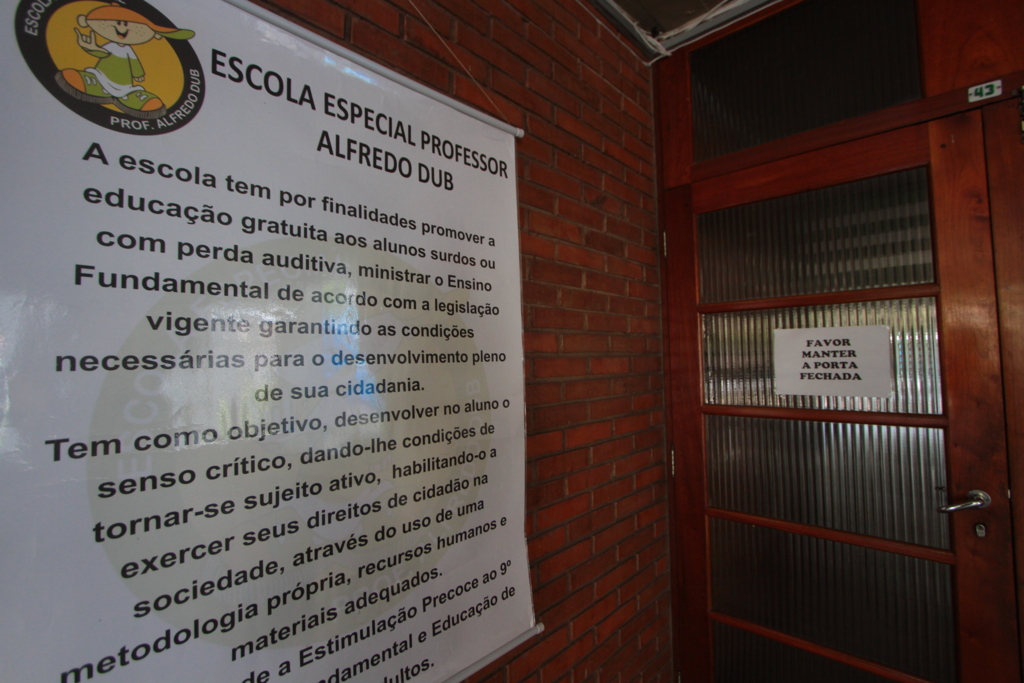 ESCOLA
PROF. ALFREDO DUB
ESCOLA ESPECIAL PROFESSOR
ALFREDO DUB
A escola tem por finalidades promover a
educação gratuita aos alunos surdos ou
com perda auditiva, ministrar o Ensino
Fundamental de acordo com a legislação
vigente garantindo as condições
necessárias para o desenvolvimento pleno
de sua cidadania.
Tem como objetivo, desenvolver no aluno o
senso crítico, dando-lhe condições de
tornar-se sujeito ativo, habilitando-o a
exercer seus direitos de cidadão na
sociedade, através do uso de uma
metodologia própria, recursos humanos e
materiais adequados.
de a Estimulação Precoce ao 9º
ndamental e Educação de
dultos.
-43-
FAVOR
MANTER
A PORTA
FECHADA